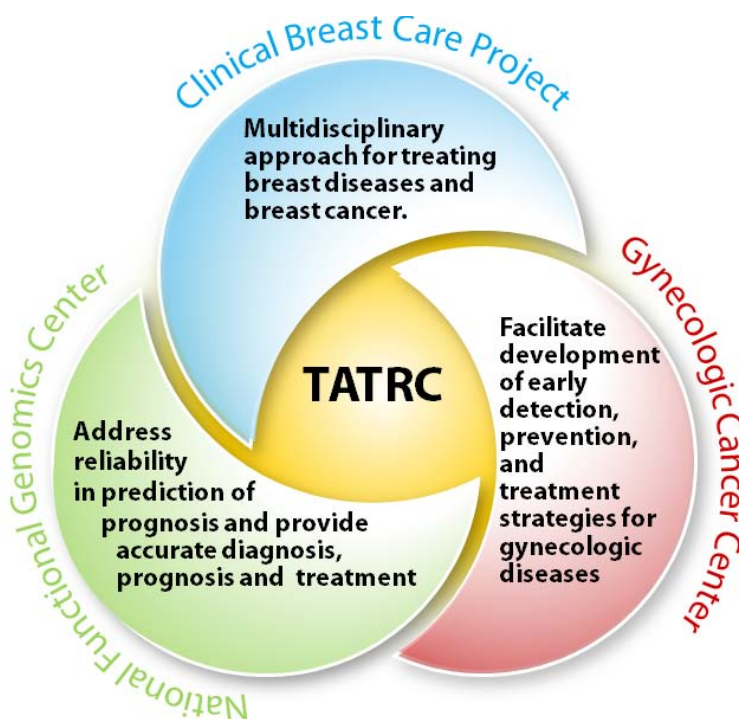 Clinical Breast Care Project
Multidisciplinary
approach for treating
breast diseases and
breast cancer.
Gynecologic Cancer Center
Facilitate
development
of early
detection,
prevention,
and
treatment
strategies for
gynecologic
diseases
TATRC
National Functional Genomics Center
Address
reliability
in prediction of
prognosis and provide
accurate diagnosis,
prognosis and treatment